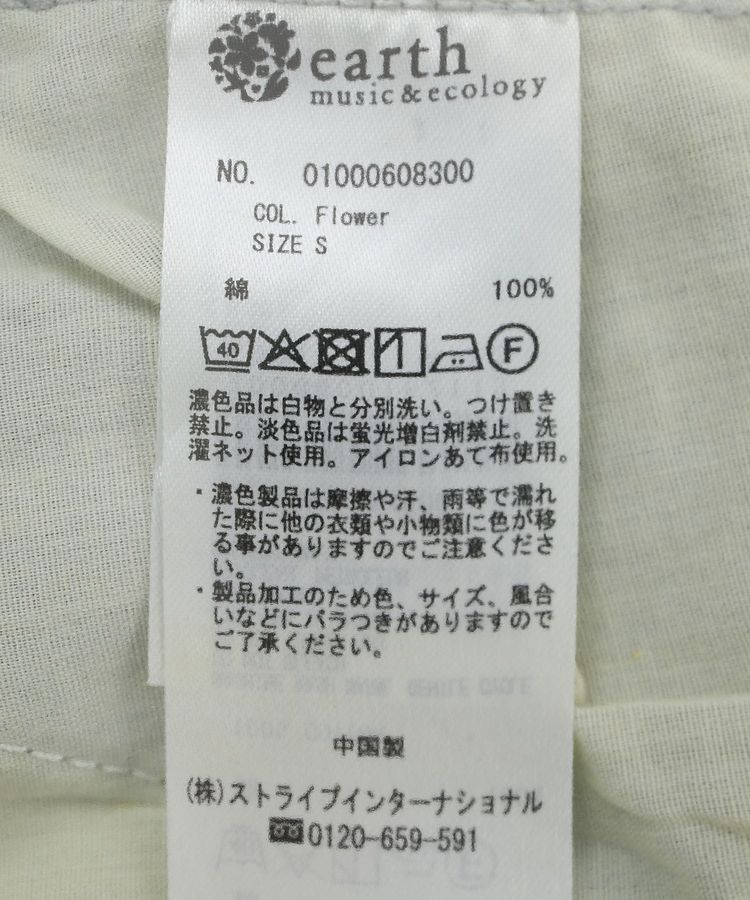 earth
music&ecology
NO. 01000608300
COL. Flower
SIZE S
綿 100%
40 F
濃色品は白物と分別洗い。つけ置き
禁止。淡色品は蛍光増白剤禁止。洗
濯ネット使用。アイロンあて布使用。
・濃色製品は摩擦や汗、雨等で濡れ
た際に他の衣類や小物類に色が移
る事がありますのでご注意くださ
い。
・製品加工のため色、サイズ、風合
いなどにバラつきがありますので
ご了承ください。
中国製
(株)ストライプインターナショナル
0120-659-591